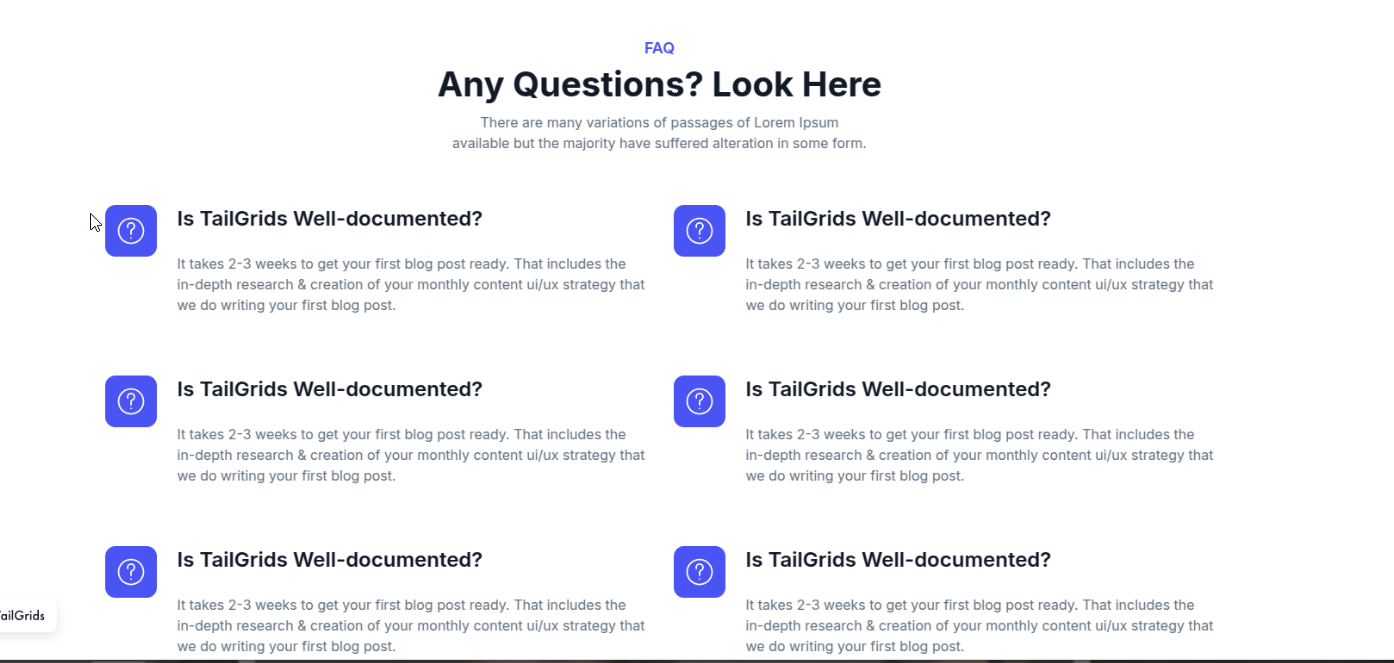 FAQ
Any Questions? Look Here
There are many variations of passages of Lorem Ipsum
available but the majority have suffered alteration in some form.
Is TailGrids Well-documented?
It takes 2-3 weeks to get your first blog post ready. That includes the
in-depth research & creation of your monthly content ui/ux strategy that
we do writing your first blog post.
Is TailGrids Well-documented?
It takes 2-3 weeks to get your first blog post ready. That includes the
in-depth research & creation of your monthly content ui/ux strategy that
we do writing your first blog post.
Is TailGrids Well-documented?
It takes 2-3 weeks to get your first blog post ready. That includes the
in-depth research & creation of your monthly content ui/ux strategy that
we do writing your first blog post.
Is TailGrids Well-documented?
It takes 2-3 weeks to get your first blog post ready. That includes the
in-depth research & creation of your monthly content ui/ux strategy that
we do writing your first blog post.
Is TailGrids Well-documented?
It takes 2-3 weeks to get your first blog post ready. That includes the
in-depth research & creation of your monthly content ui/ux strategy that
we do writing your first blog post.
Is TailGrids Well-documented?
It takes 2-3 weeks to get your first blog post ready. That includes the
in-depth research & creation of your monthly content ui/ux strategy that
we do writing your first blog post.
ailGrids